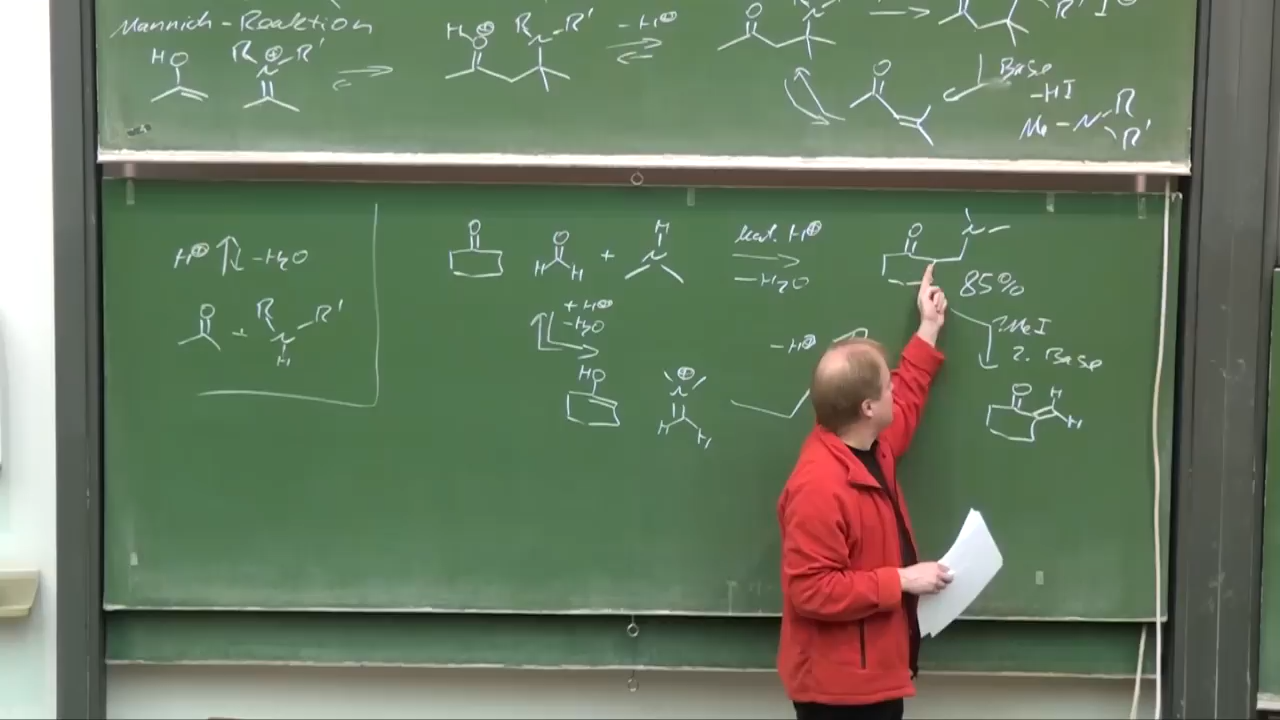 Mannich-Reaktion
HO R ⊕ R'
N
H ⊕ R R'
O N
-H⊕
O N
R' I⊖
O
Base
-HI
Me-N R
R'
H⊕ -H2O
O + R R'
N
H
O
O
H H
+ H
N
kat. H⊕
-H2O
O N
85%
+ H⊕
-H2O
HO
⊕
N
H H
-H⊕
1. MeI
2. Base
O H
H